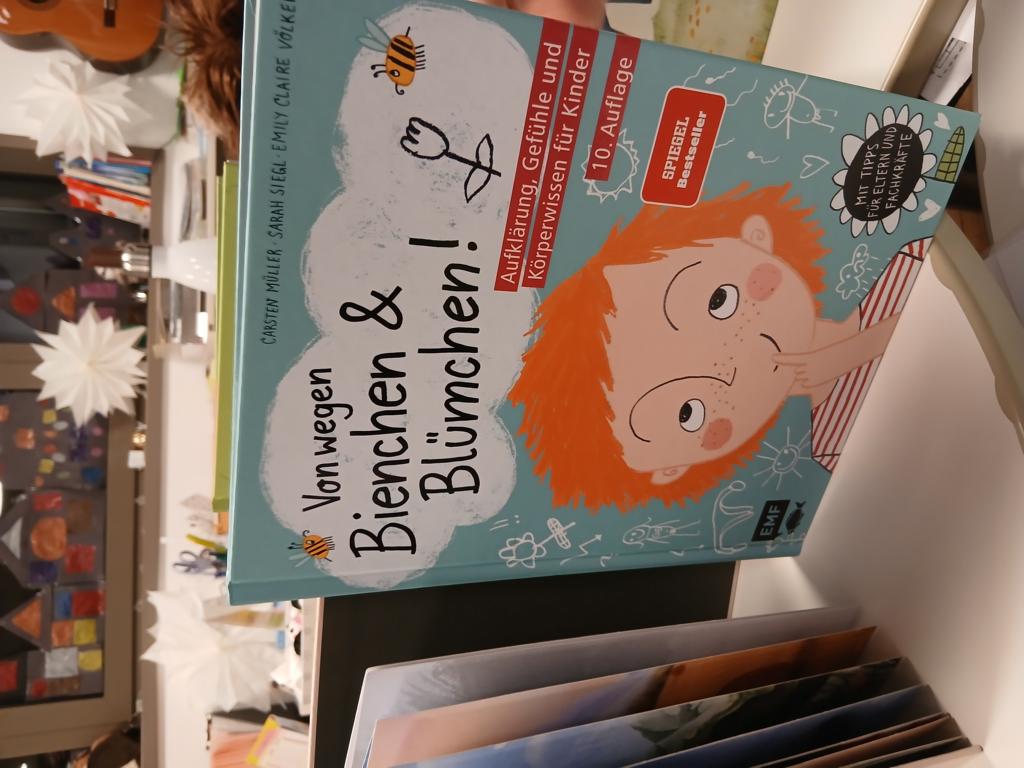 CARSTEN MÜLLER · SARAH SIEGL · EMILY CLAIRE VÖLKER
Von wegen
Bienchen &
Blümchen!
Aufklärung, Gefühle und
Körperwissen für Kinder
10. Auflage
SPIEGEL
Bestseller
MIT TIPPS
FÜR ELTERN UND
FACHKRÄFTE
EMF